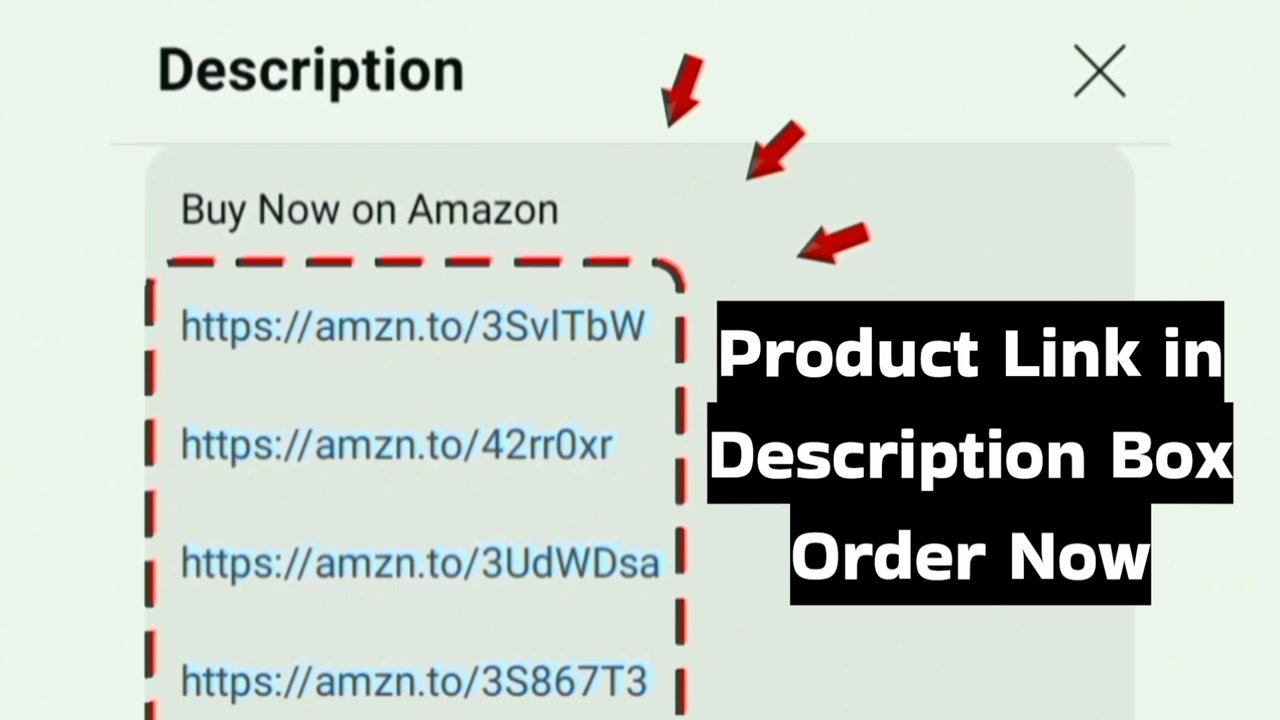 Description
Buy Now on Amazon
https://amzn.to/3SvlTbW
https://amzn.to/42rr0xr
https://amzn.to/3UdWDsa
https://amzn.to/3S867T3
Product Link in
Description Box
Order Now